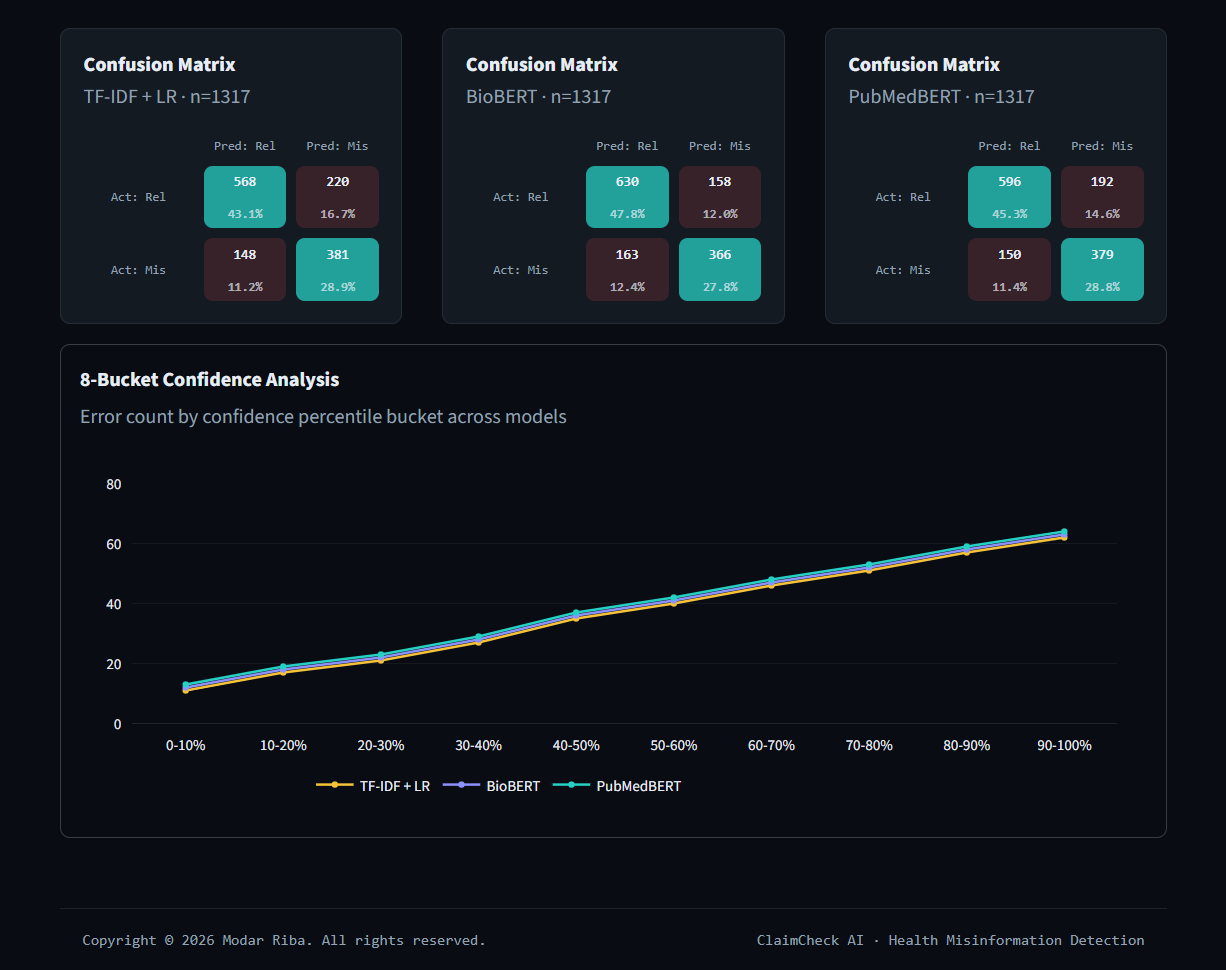 Confusion Matrix
TF-IDF + LR · n=1317
Pred: Rel Pred: Mis
Act: Rel 568 220
43.1% 16.7%
Act: Mis 148 381
11.2% 28.9%
Confusion Matrix
BioBERT · n=1317
Pred: Rel Pred: Mis
Act: Rel 630 158
47.8% 12.0%
Act: Mis 163 366
12.4% 27.8%
Confusion Matrix
PubMedBERT · n=1317
Pred: Rel Pred: Mis
Act: Rel 596 192
45.3% 14.6%
Act: Mis 150 379
11.4% 28.8%
8-Bucket Confidence Analysis
Error count by confidence percentile bucket across models
80
60
40
20
0
0-10% 10-20% 20-30% 30-40% 40-50% 50-60% 60-70% 70-80% 80-90% 90-100%
TF-IDF + LR BioBERT PubMedBERT
Copyright © 2026 Modar Riba. All rights reserved.
ClaimCheck AI · Health Misinformation Detection